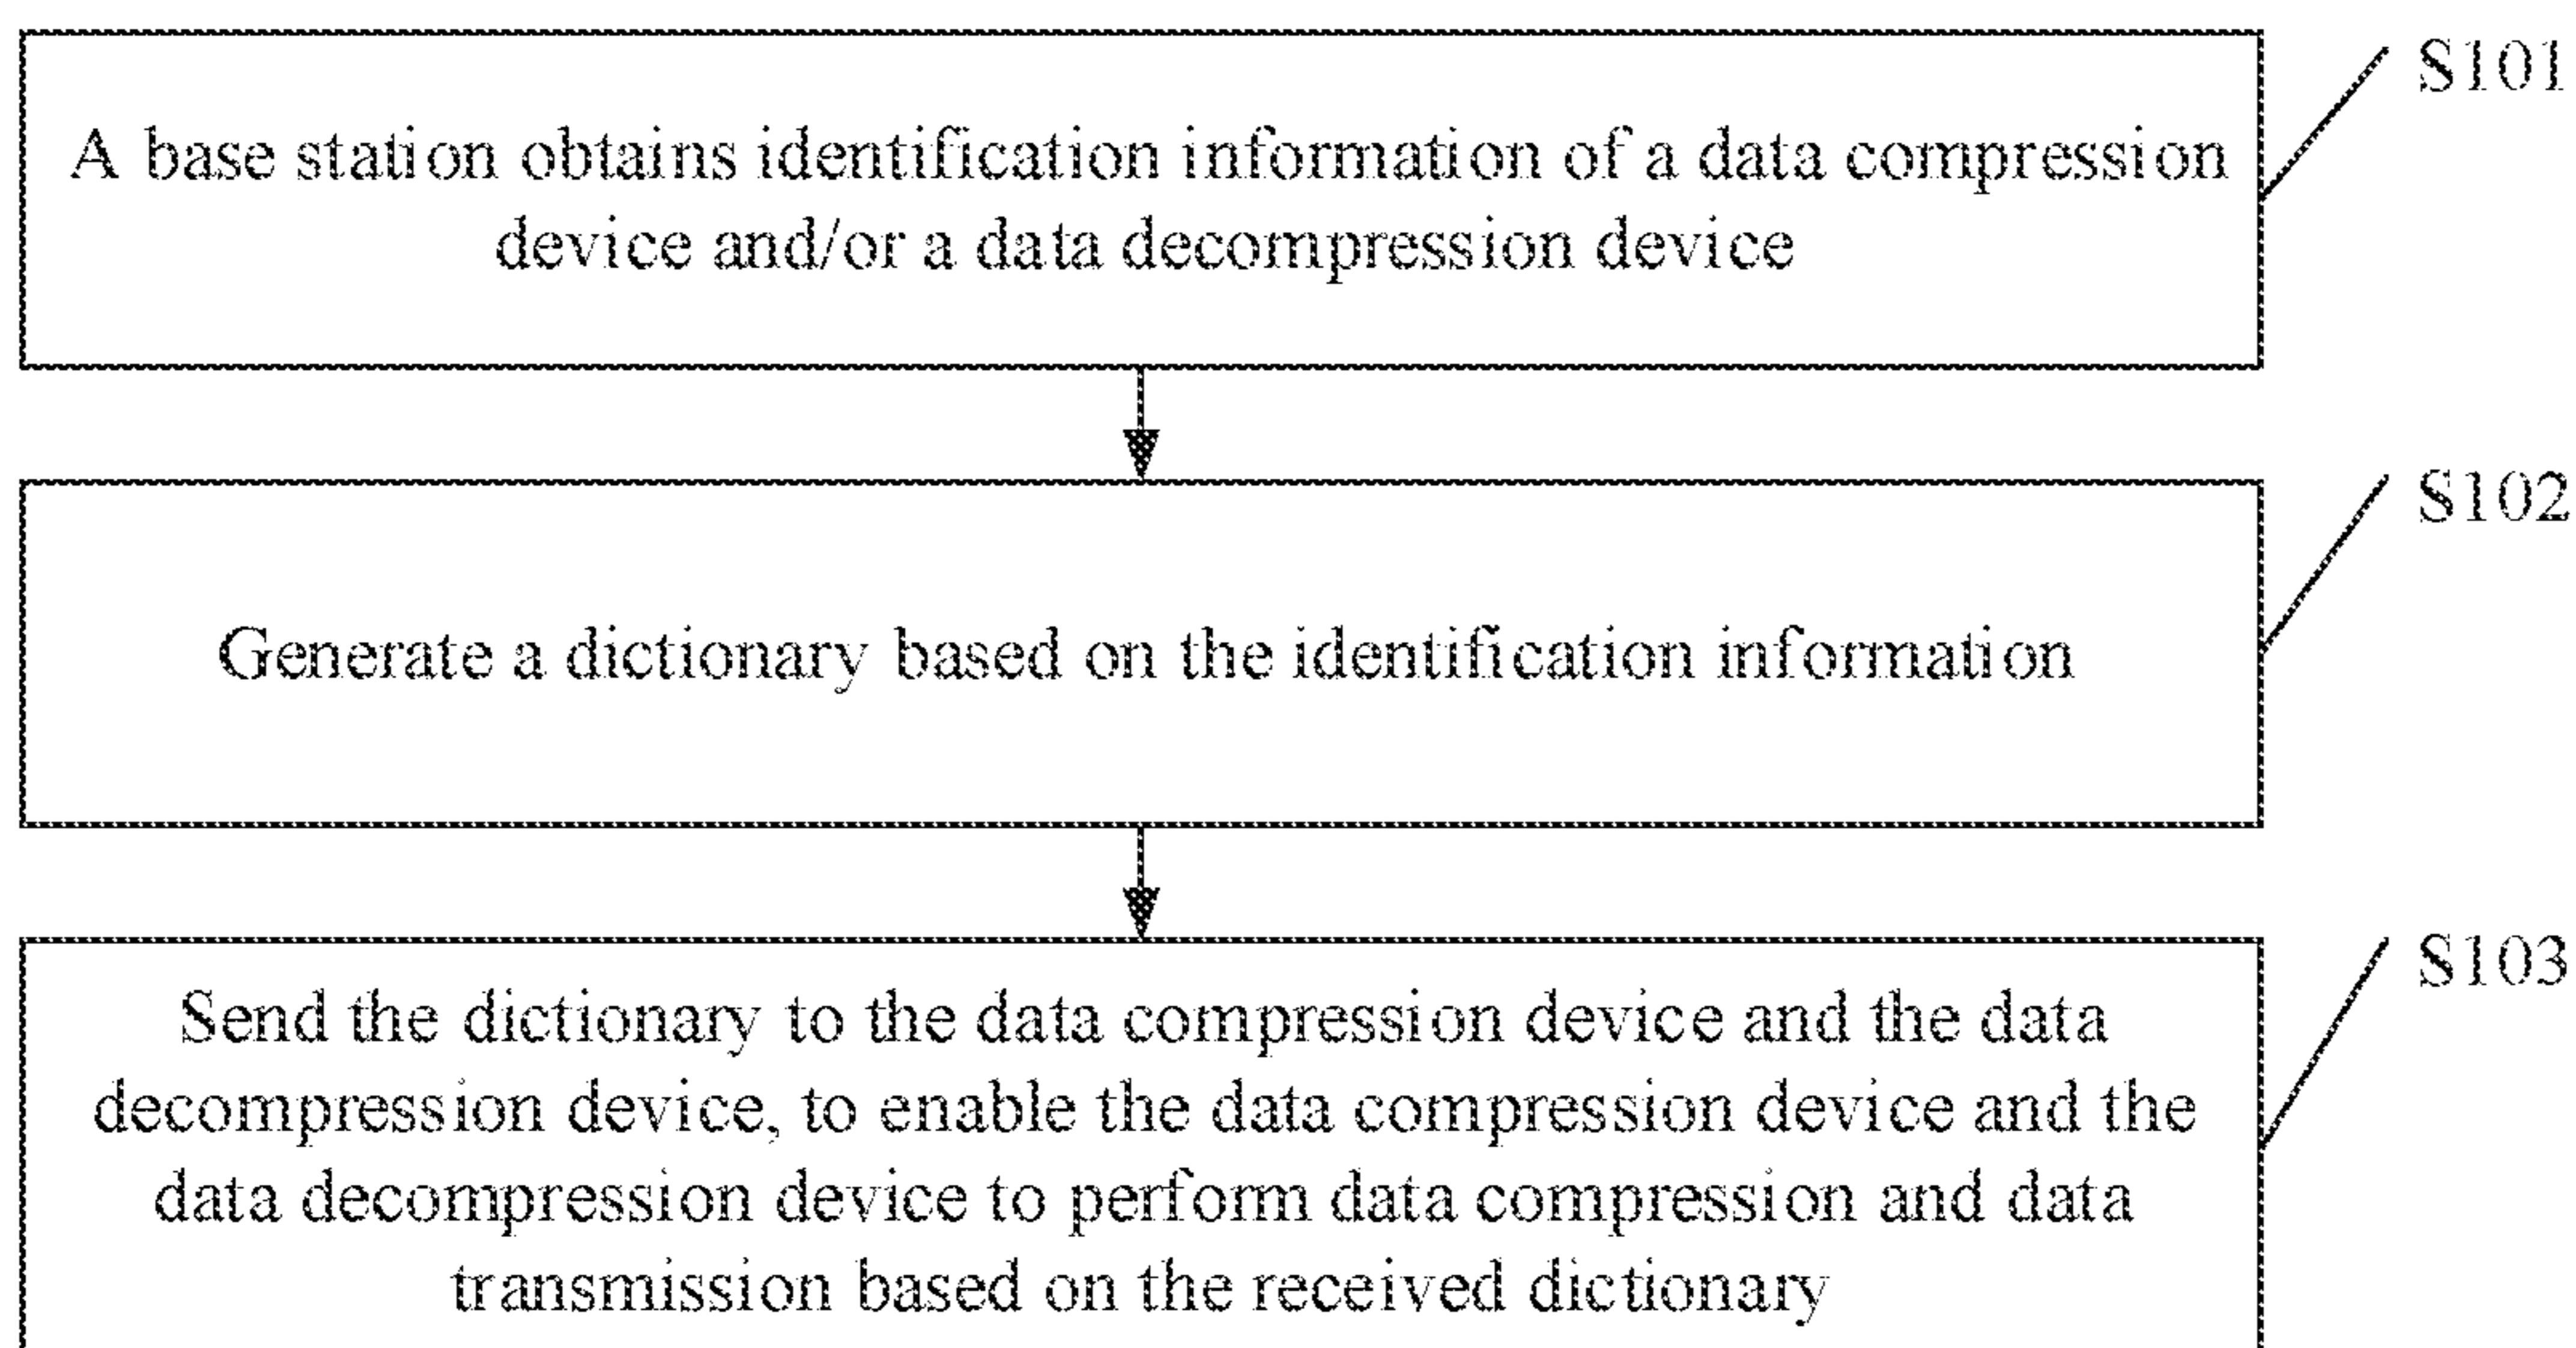 S101
A base station obtains identification information of a data compression
device and/or a data decompression device
S102
Generate a dictionary based on the identification information
S103
Send the dictionary to the data compression device and the data
decompression device, to enable the data compression device and the
data decompression device to perform data compression and data
transmission based on the received dictionary